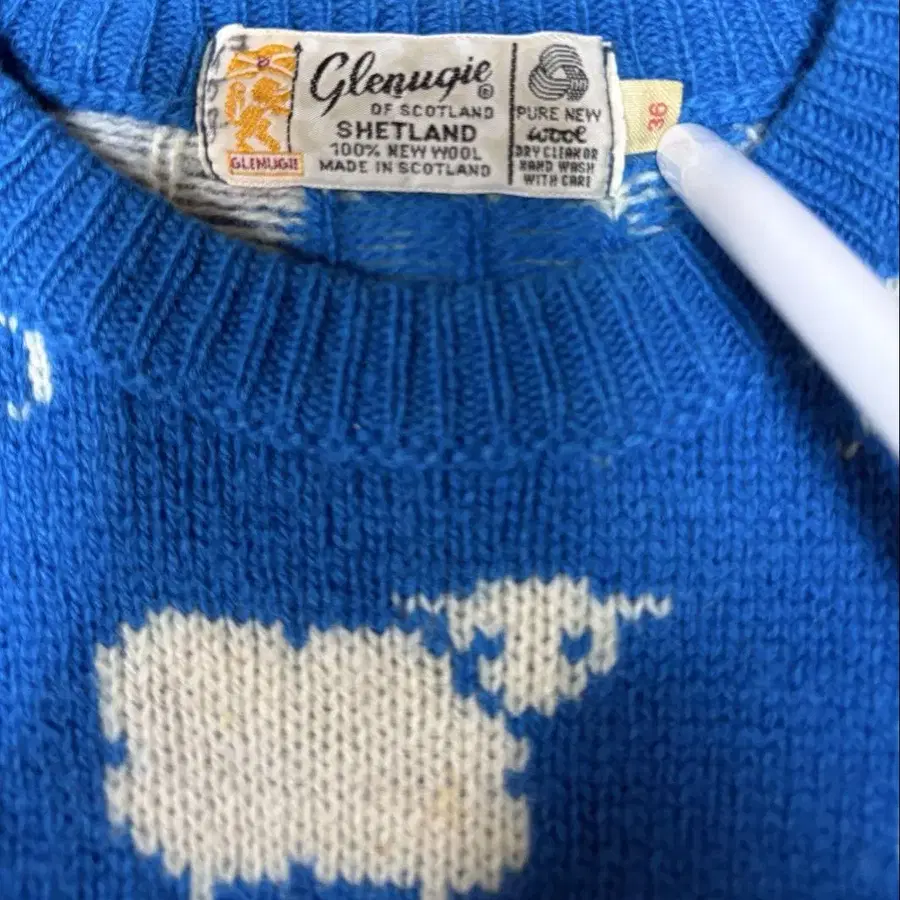 Glenugie ®
OF SCOTLAND
SHETLAND
100% NEW WOOL
MADE IN SCOTLAND
GLENUGIE
PURE NEW
WOOL
DRY CLEAN OR
HAND WASH
WITH CARE
36